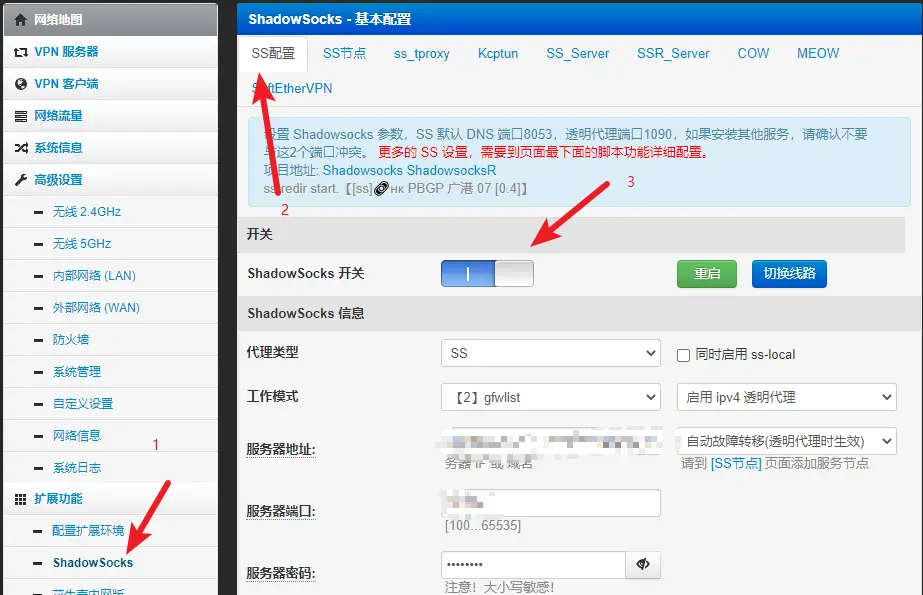 网络地图
VPN 服务器
VPN 客户端
网络流量
系统信息
高级设置
无线 2.4GHz
无线 5GHz
内部网络 (LAN)
外部网络 (WAN)
防火墙
系统管理
自定义设置
网络信息
系统日志
扩展功能
配置扩展环境
ShadowSocks
花生壳内网版
1
ShadowSocks - 基本配置
SS配置 SS节点 ss_tproxy Kcptun SS_Server SSR_Server COW MEOW
SoftEtherVPN
设置 Shadowsocks 参数，SS 默认 DNS 端口8053，透明代理端口1090，如果安装其他服务，请确认不要
与这2个端口冲突。 更多的 SS 设置，需要到页面最下面的脚本功能详细配置。
项目地址: Shadowsocks ShadowsocksR
ss-redir start.【[ss]🔗HK PBGP 广港 07 [0.4]】
2
3
开关
ShadowSocks 开关 重启 切换线路
ShadowSocks 信息
代理类型 SS 同时启用 ss-local
工作模式 【2】gfwlist 启用 ipv4 透明代理
服务器地址: 自动故障转移(透明代理时生效)
务器 IP 或 域名 请到 [SS节点] 页面添加服务节点
服务器端口:
[100...65535]
服务器密码: ••••••••
注意！大小写敏感!